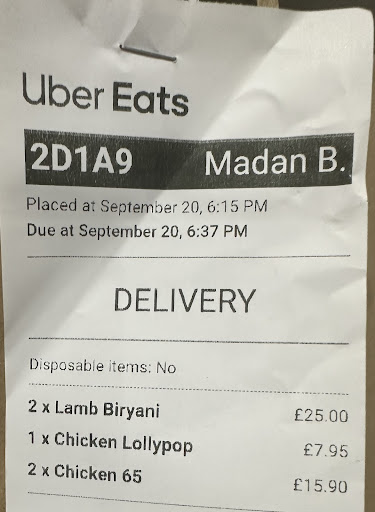 Uber Eats
2D1A9 Madan B.
Placed at September 20, 6:15 PM
Due at September 20, 6:37 PM
DELIVERY
Disposable items: No
2 x Lamb Biryani £25.00
1 x Chicken Lollypop £7.95
2 x Chicken 65 £15.90